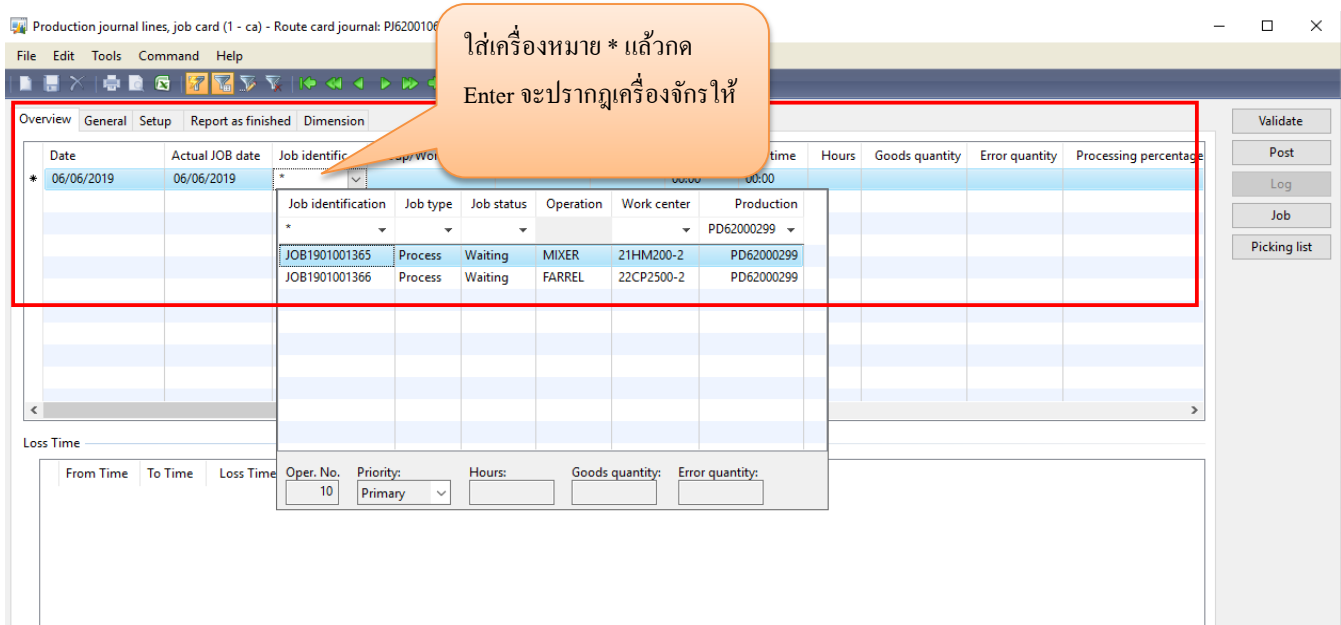 Production journal lines, job card (1 - ca) - Route card journal: PJ6200106
ใส่เครื่องหมาย * แล้วกด
Enter จะปรากฎเครื่องจักรให้
File Edit Tools Command Help
Overview General Setup Report as finished Dimension
Validate
Post
Log
Job
Picking list
Date Actual JOB date Job identific time Hours Goods quantity Error quantity Processing percentage
* 06/06/2019 06/06/2019 * 00:00 00:00
Job identification Job type Job status Operation Work center Production
* PD62000299
JOB1901001365 Process Waiting MIXER 21HM200-2 PD62000299
JOB1901001366 Process Waiting FARREL 22CP2500-2 PD62000299
Oper. No. Priority: Hours: Goods quantity: Error quantity:
10 Primary
Loss Time
From Time To Time Loss Time